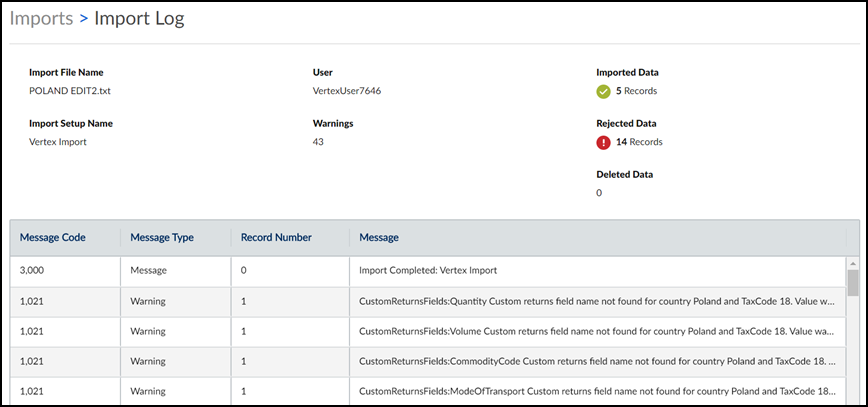 Imports > Import Log
Import File Name User Imported Data
POLAND EDIT2.txt VertexUser7646 5 Records
Import Setup Name Warnings Rejected Data
Vertex Import 43 14 Records
Deleted Data
0
Message Code Message Type Record Number Message
3,000 Message 0 Import Completed: Vertex Import
1,021 Warning 1 CustomReturnsFields:Quantity Custom returns field name not found for country Poland and TaxCode 18. Value w...
1,021 Warning 1 CustomReturnsFields:Volume Custom returns field name not found for country Poland and TaxCode 18. Value wa...
1,021 Warning 1 CustomReturnsFields:CommodityCode Custom returns field name not found for country Poland and TaxCode 18. ...
1,021 Warning 1 CustomReturnsFields:ModeOfTransport Custom returns field name not found for country Poland and TaxCode 18...